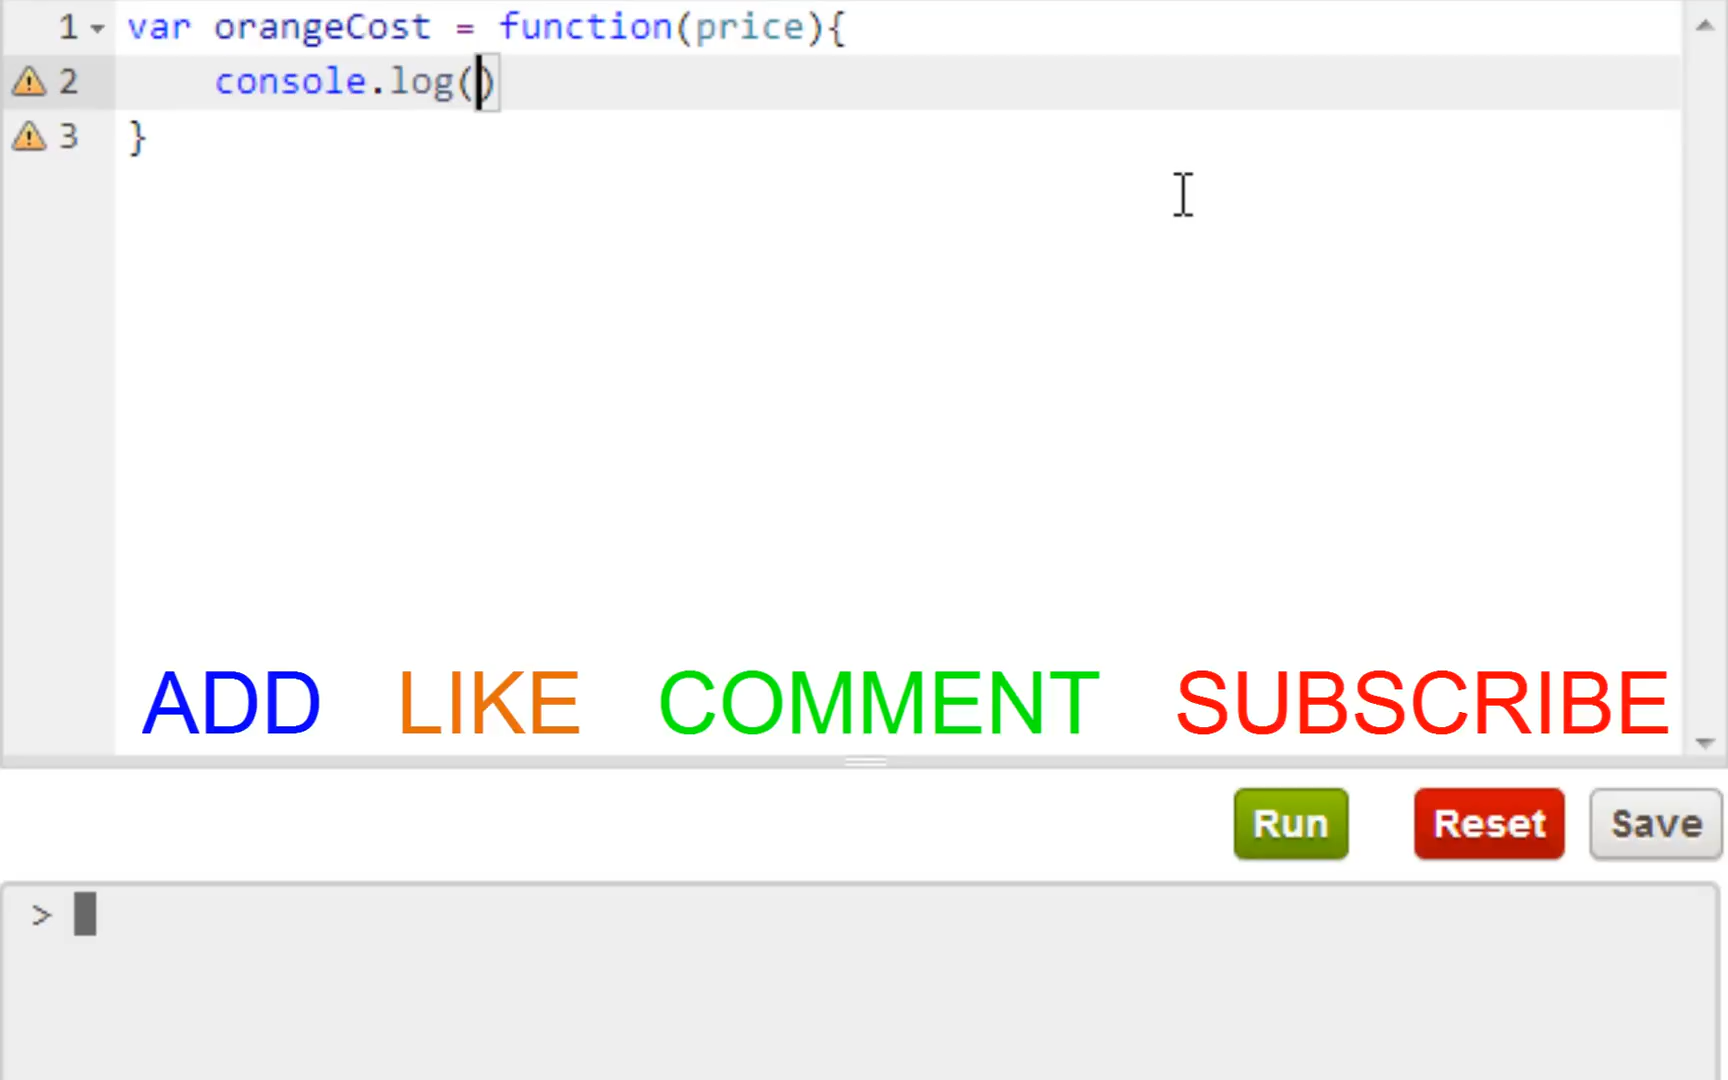 1 var orangeCost = function(price){
2 console.log()
3 }
ADD LIKE COMMENT SUBSCRIBE
Run Reset Save
>